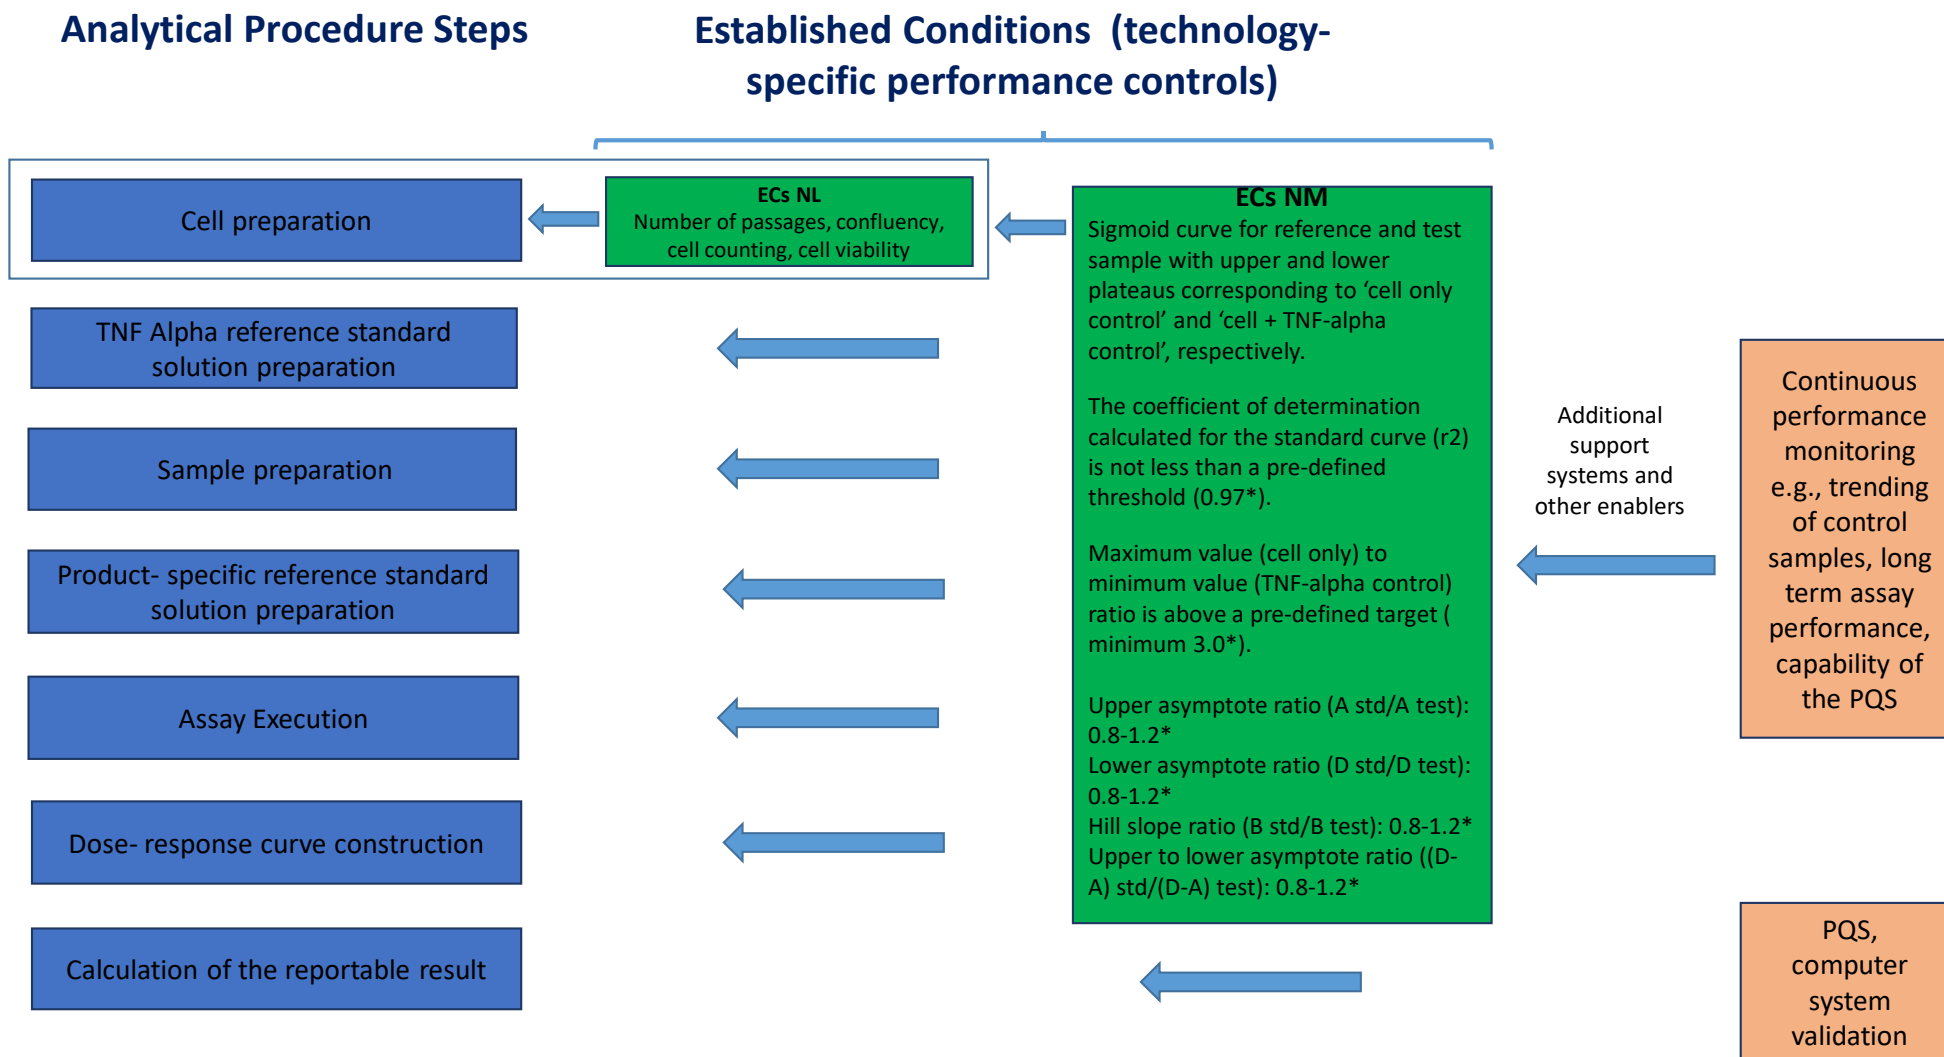 Analytical Procedure Steps
Established Conditions  (technology-
specific performance controls)
Cell preparation
ECs NL
Number of passages, confluency,
cell counting, cell viability
TNF Alpha reference standard
solution preparation
Sample preparation
Product- specific reference standard
solution preparation
Assay Execution
Dose- response curve construction
Calculation of the reportable result
ECs NM
Sigmoid curve for reference and test
sample with upper and lower
plateaus corresponding to ‘cell only
control’ and ‘cell + TNF-alpha
control’, respectively.
The coefficient of determination
calculated for the standard curve (r2)
is not less than a pre-defined
threshold (0.97*).
Maximum value (cell only) to
minimum value (TNF-alpha control)
ratio is above a pre-defined target (
minimum 3.0*).
Upper asymptote ratio (A std/A test):
0.8-1.2*
Lower asymptote ratio (D std/D test):
0.8-1.2*
Hill slope ratio (B std/B test): 0.8-1.2*
Upper to lower asymptote ratio ((D-
A) std/(D-A) test): 0.8-1.2*
Additional
support
systems and
other enablers
Continuous
performance
monitoring
e.g., trending
of control
samples, long
term assay
performance,
capability of
the PQS
PQS,
computer
system
validation